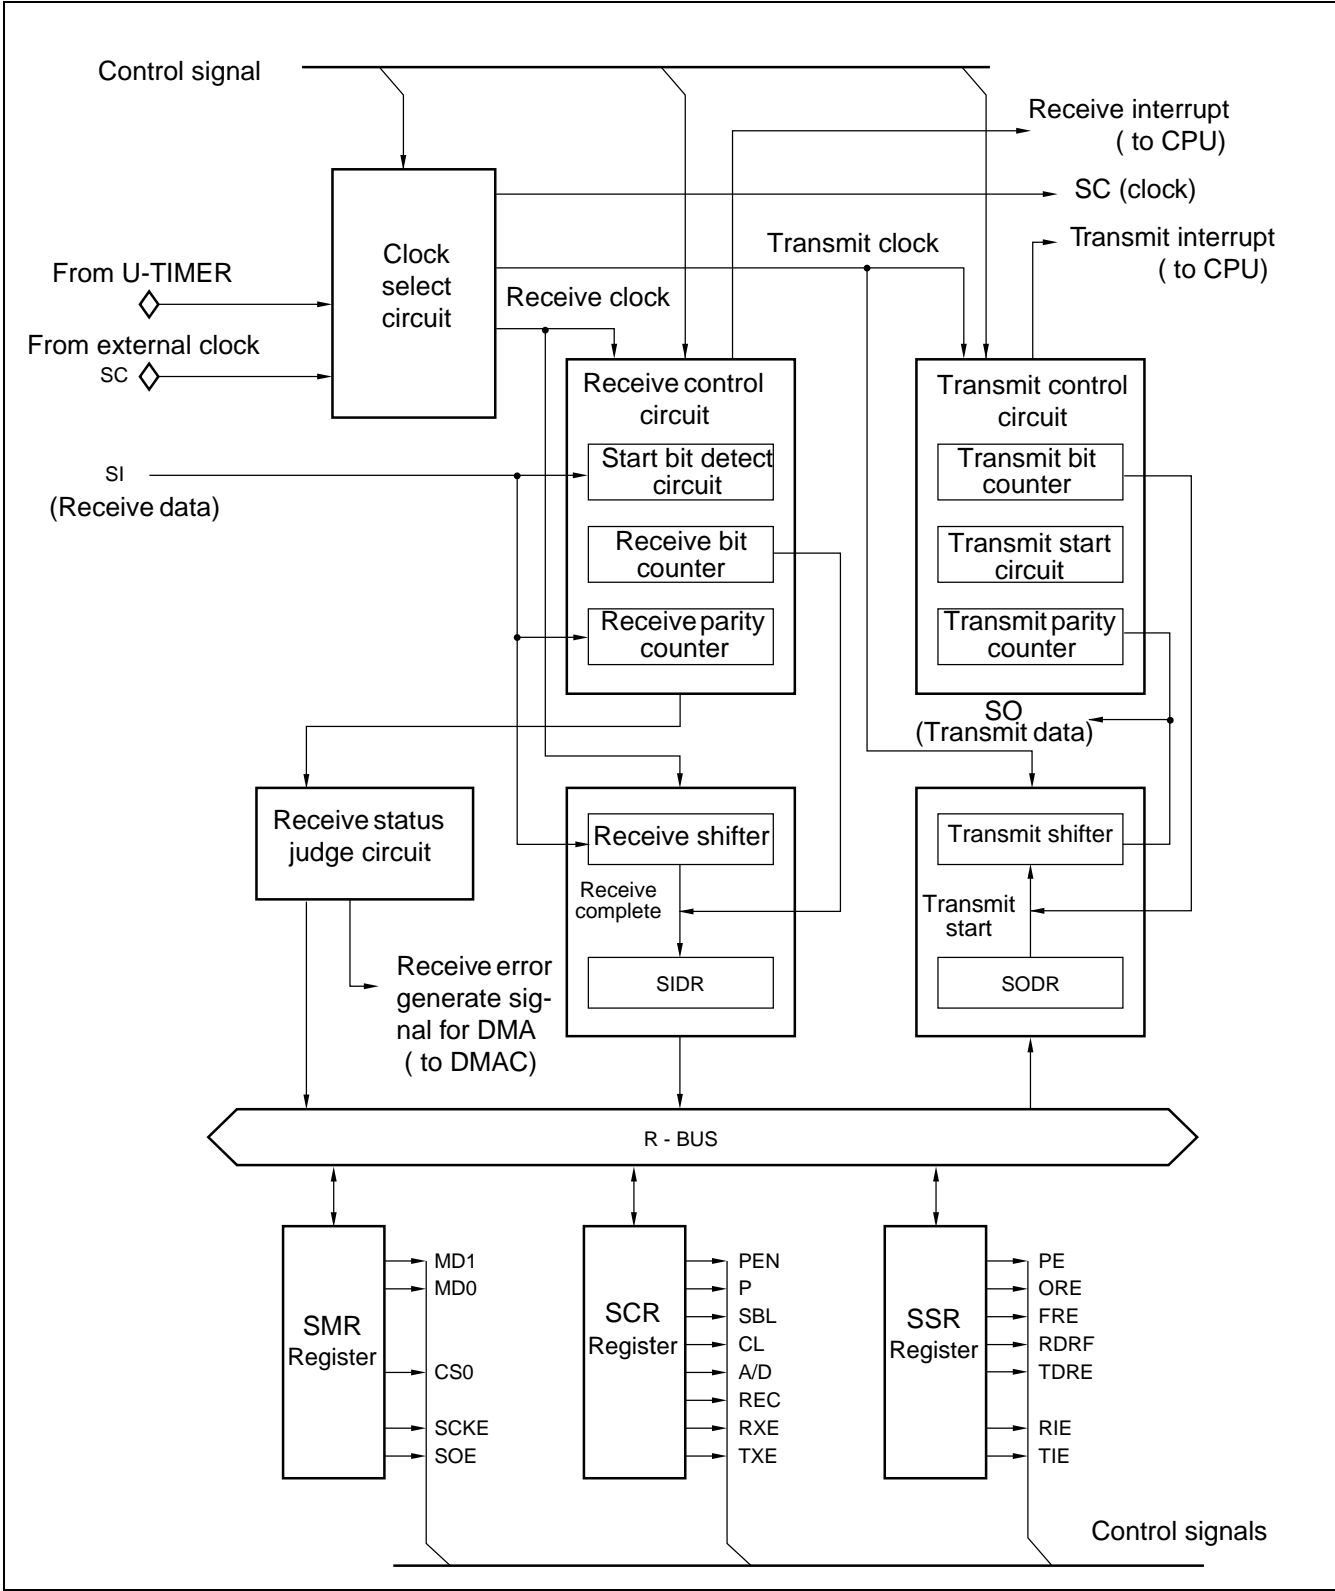 Control signal
Receive interrupt
( to CPU)
SC (clock)
Transmit clock
Transmit interrupt
( to CPU)
Clock
select
circuit
From U-TIMER
Receive clock
From external clock
SC
Receive control
circuit
Transmit control
circuit
SI
(Receive data)
Start bit detect
circuit
Transmit bit
counter
Receive bit
counter
Transmit start
circuit
Receive parity
counter
Transmit parity
counter
SO
(Transmit data)
Receive status
judge circuit
Receive shifter
Transmit shifter
Receive
complete
Transmit
start
Receive error
generate sig-
nal for DMA
( to DMAC)
SIDR
SODR
R - BUS
SMR
Register
MD1
MD0
CS0
SCKE
SOE
SCR
Register
PEN
P
SBL
CL
A/D
REC
RXE
TXE
SSR
Register
PE
ORE
FRE
RDRF
TDRE
RIE
TIE
Control signals